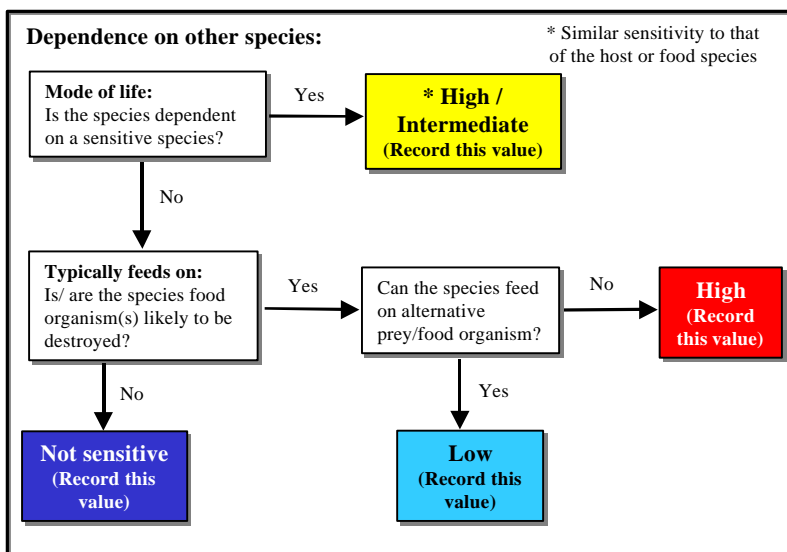 Dependence on other species:
* Similar sensitivity to that
of the host or food species
Mode of life:
Is the species dependent
on a sensitive species?
Yes
* High /
Intermediate
(Record this value)
No
Typically feeds on:
Is/ are the species food
organism(s) likely to be
destroyed?
Yes
Can the species feed
on alternative
prey/food organism?
No
High
(Record
this value)
No
Yes
Not sensitive
(Record this
value)
Low
(Record this
value)